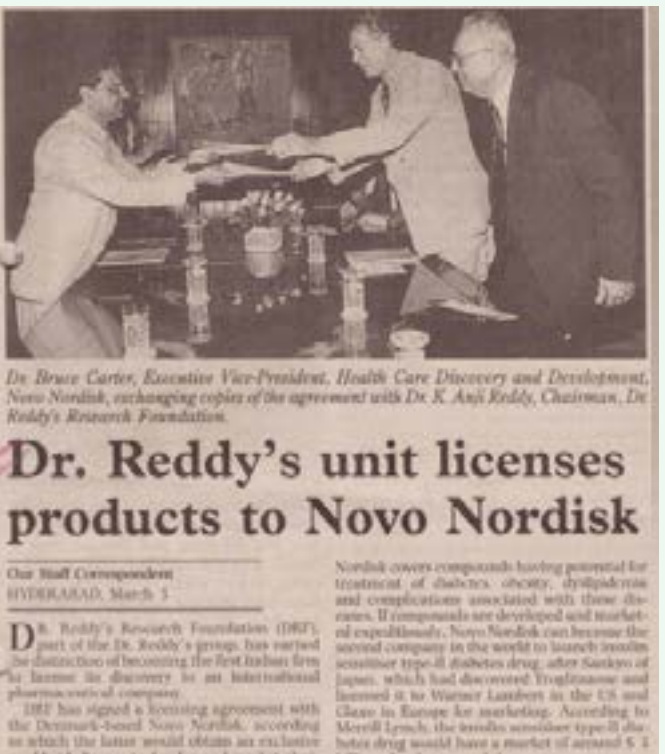 Dr Bruce Carter, Executive Vice-President, Health Care Discovery and Development,
Novo Nordisk, exchanging copies of the agreement with Dr K Anji Reddy, Chairman, Dr
Reddy's Research Foundation.
Dr. Reddy's unit licenses
products to Novo Nordisk
Our Staff Correspondent
HYDERABAD, March
DR. Reddy's Research Foundation (DRF),
part of the Dr. Reddy's group, has earned
the distinction of becoming the first Indian firm
to license its discovery to an international
pharmaceutical company.
DRF has signed a licensing agreement with
the Denmark-based Novo Nordisk, according
to which the latter would obtain an exclusive
Nordisk covers compounds having potential for
treatment of diabetes, obesity, dyslipidemia
and complications associated with these dis-
eases. If compounds are developed and market-
ed expeditiously, Novo Nordisk can become the
second company in the world to launch insulin
sensitiser type-II diabetes drug, after Sankyo of
Japan, which had discovered Troglitazone and
licensed it to Warner Lambert in the US and
Glaxo in Europe for marketing. According to
Merrill Lynch, the insulin sensitiser type-II dia-
betes drug would have a market of around $